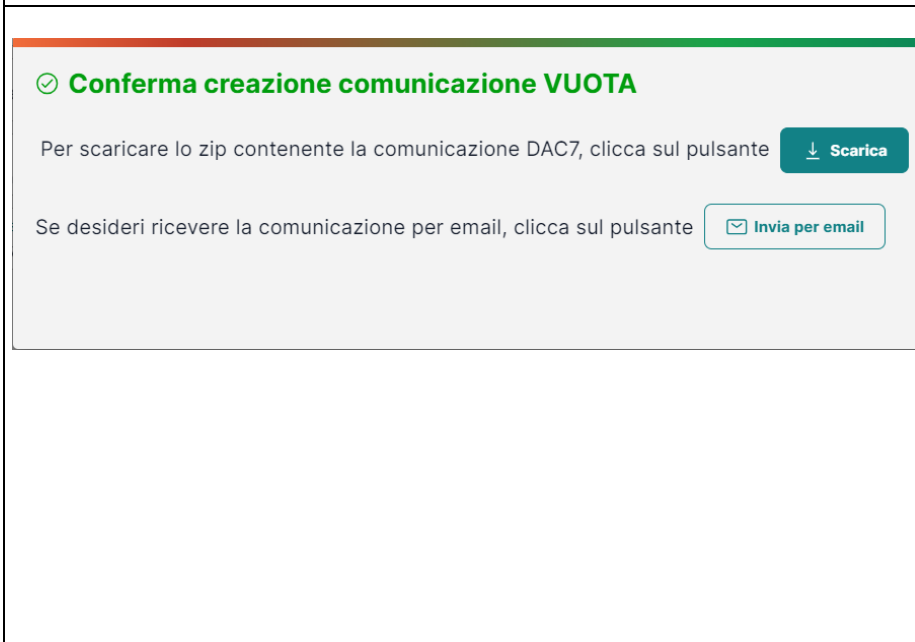 Conferma creazione comunicazione VUOTA
Per scaricare lo zip contenente la comunicazione DAC7, clicca sul pulsante Scarica
Se desideri ricevere la comunicazione per email, clicca sul pulsante Invia per email